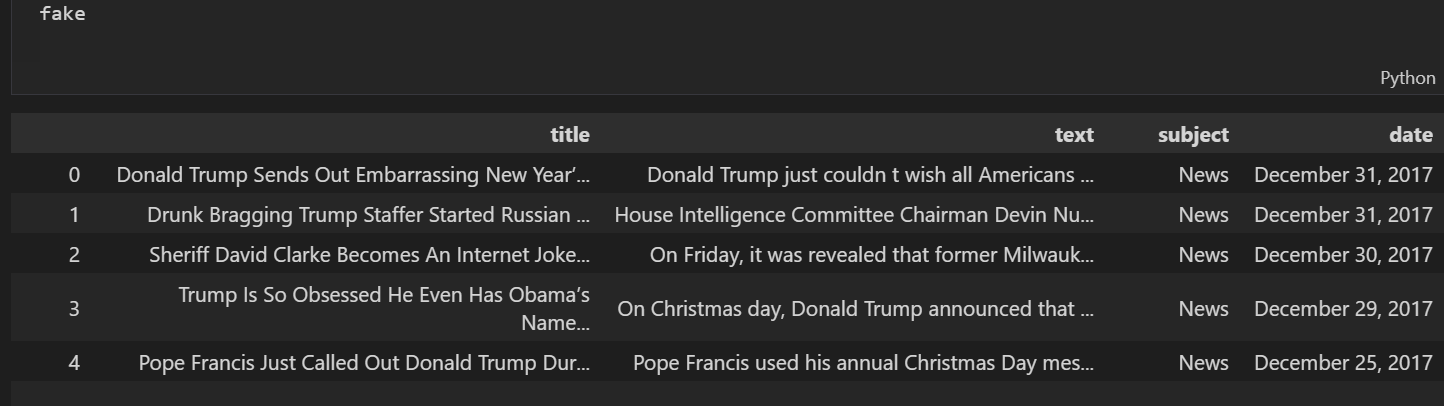 fake
Python
title text subject date
0 Donald Trump Sends Out Embarrassing New Year’... Donald Trump just couldn t wish all Americans ... News December 31, 2017
1 Drunk Bragging Trump Staffer Started Russian ... House Intelligence Committee Chairman Devin Nu... News December 31, 2017
2 Sheriff David Clarke Becomes An Internet Joke... On Friday, it was revealed that former Milwauk... News December 30, 2017
3 Trump Is So Obsessed He Even Has Obama’s
Name... On Christmas day, Donald Trump announced that ... News December 29, 2017
4 Pope Francis Just Called Out Donald Trump Dur... Pope Francis used his annual Christmas Day mes... News December 25, 2017